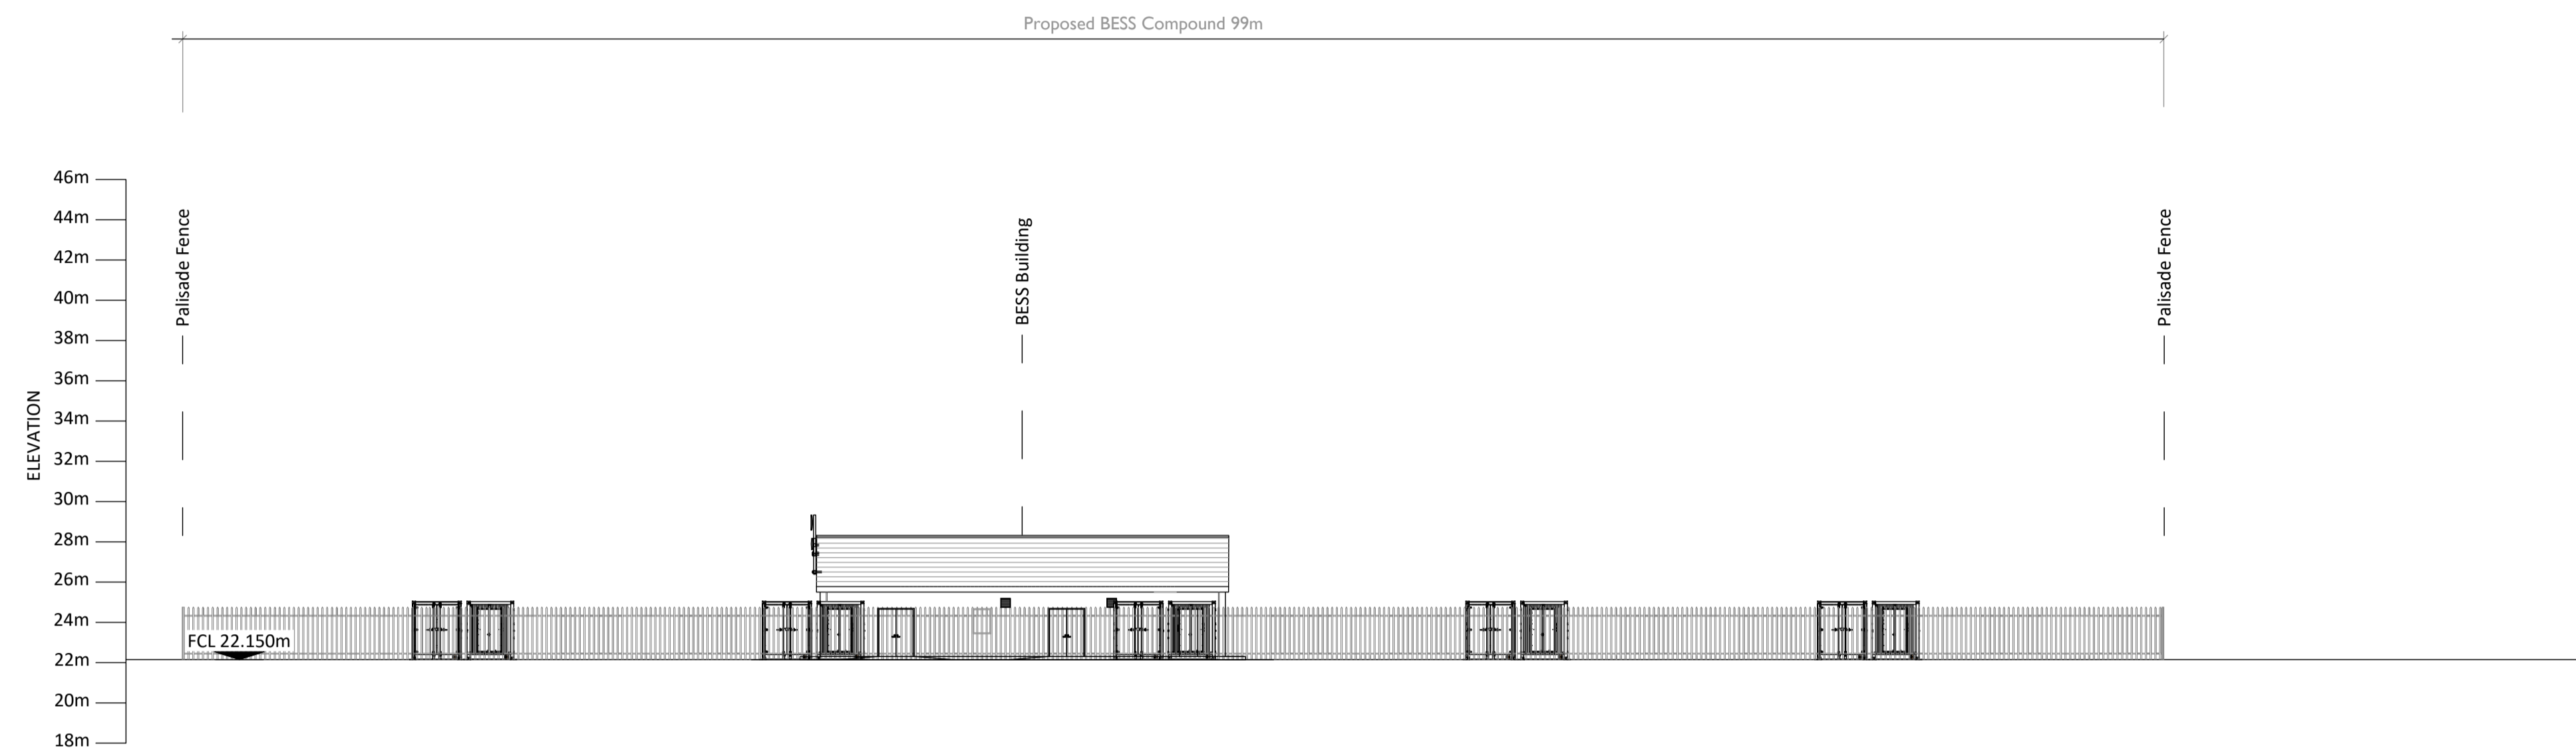 Proposed BESS Compound 99m
46m
44m
42m
40m
38m
36m
34m
32m
30m
28m
26m
24m
22m
20m
18m
ELEVATION
Palisade Fence
BESS Building
Palisade Fence
FCL 22.150m